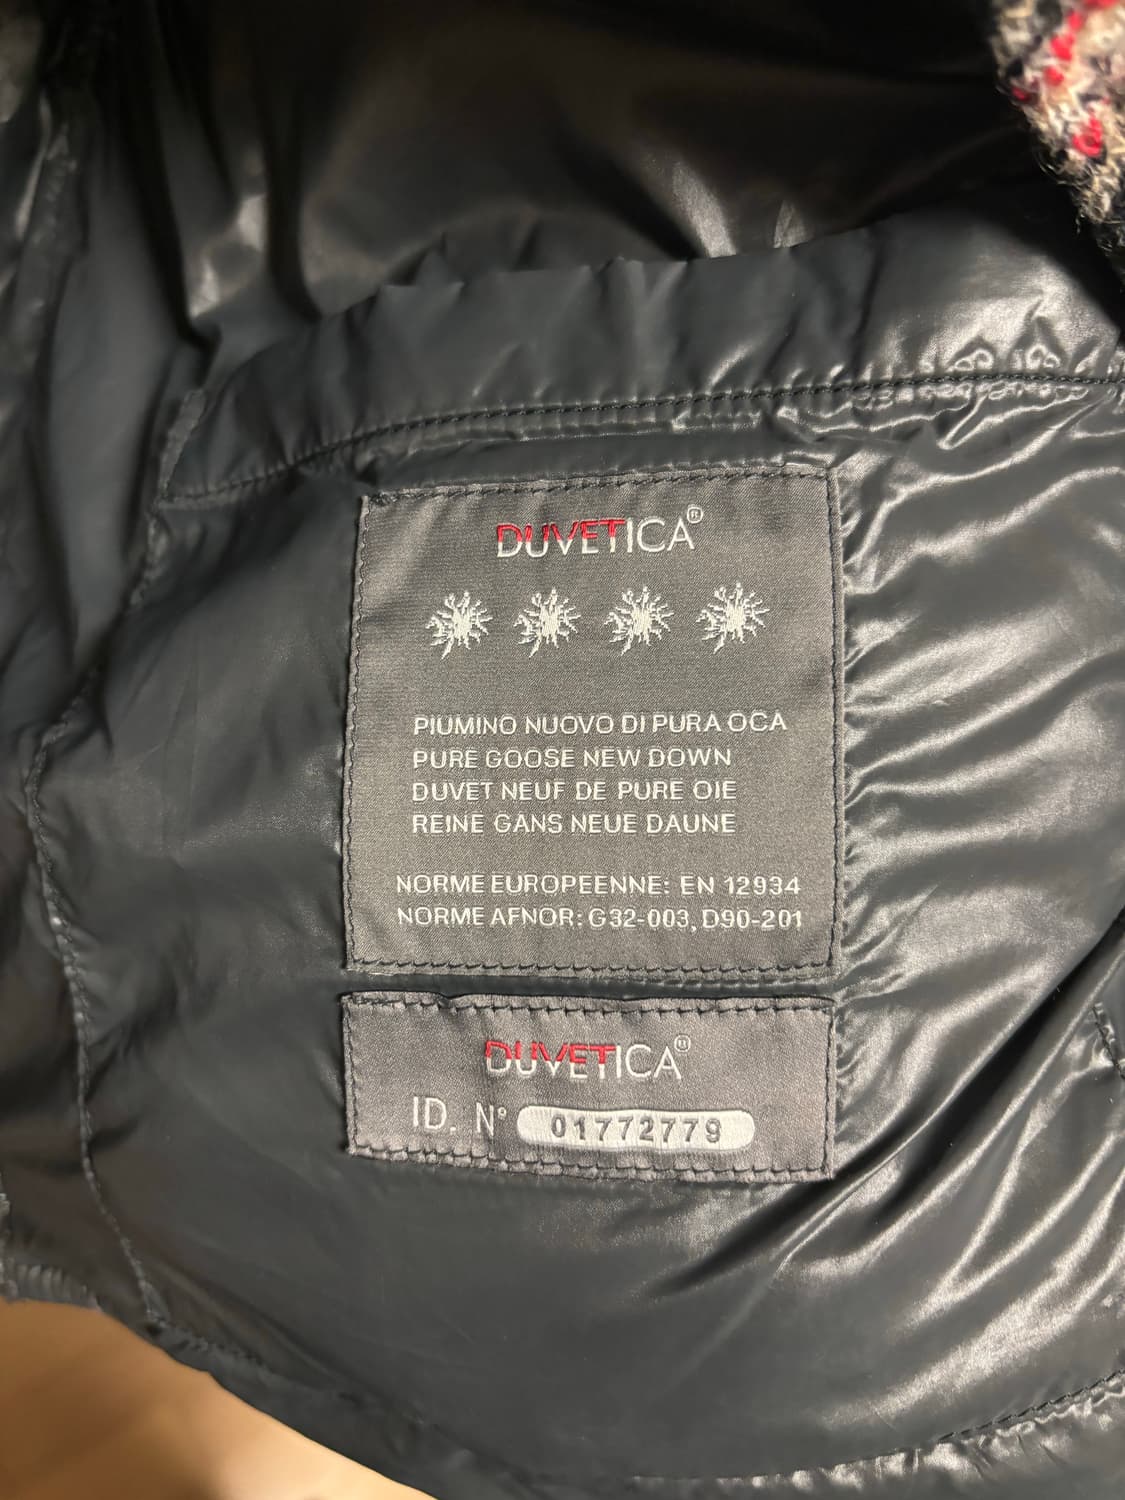 DUVETICA®
PIUMINO NUOVO DI PURA OCA
PURE GOOSE NEW DOWN
DUVET NEUF DE PURE OIE
REINE GÄNS NEUE DAUNE
NORME EUROPEENNE: EN 12934
NORME AFNOR: G32-003, D90-201
DUVETICA®
ID. N° 01772779